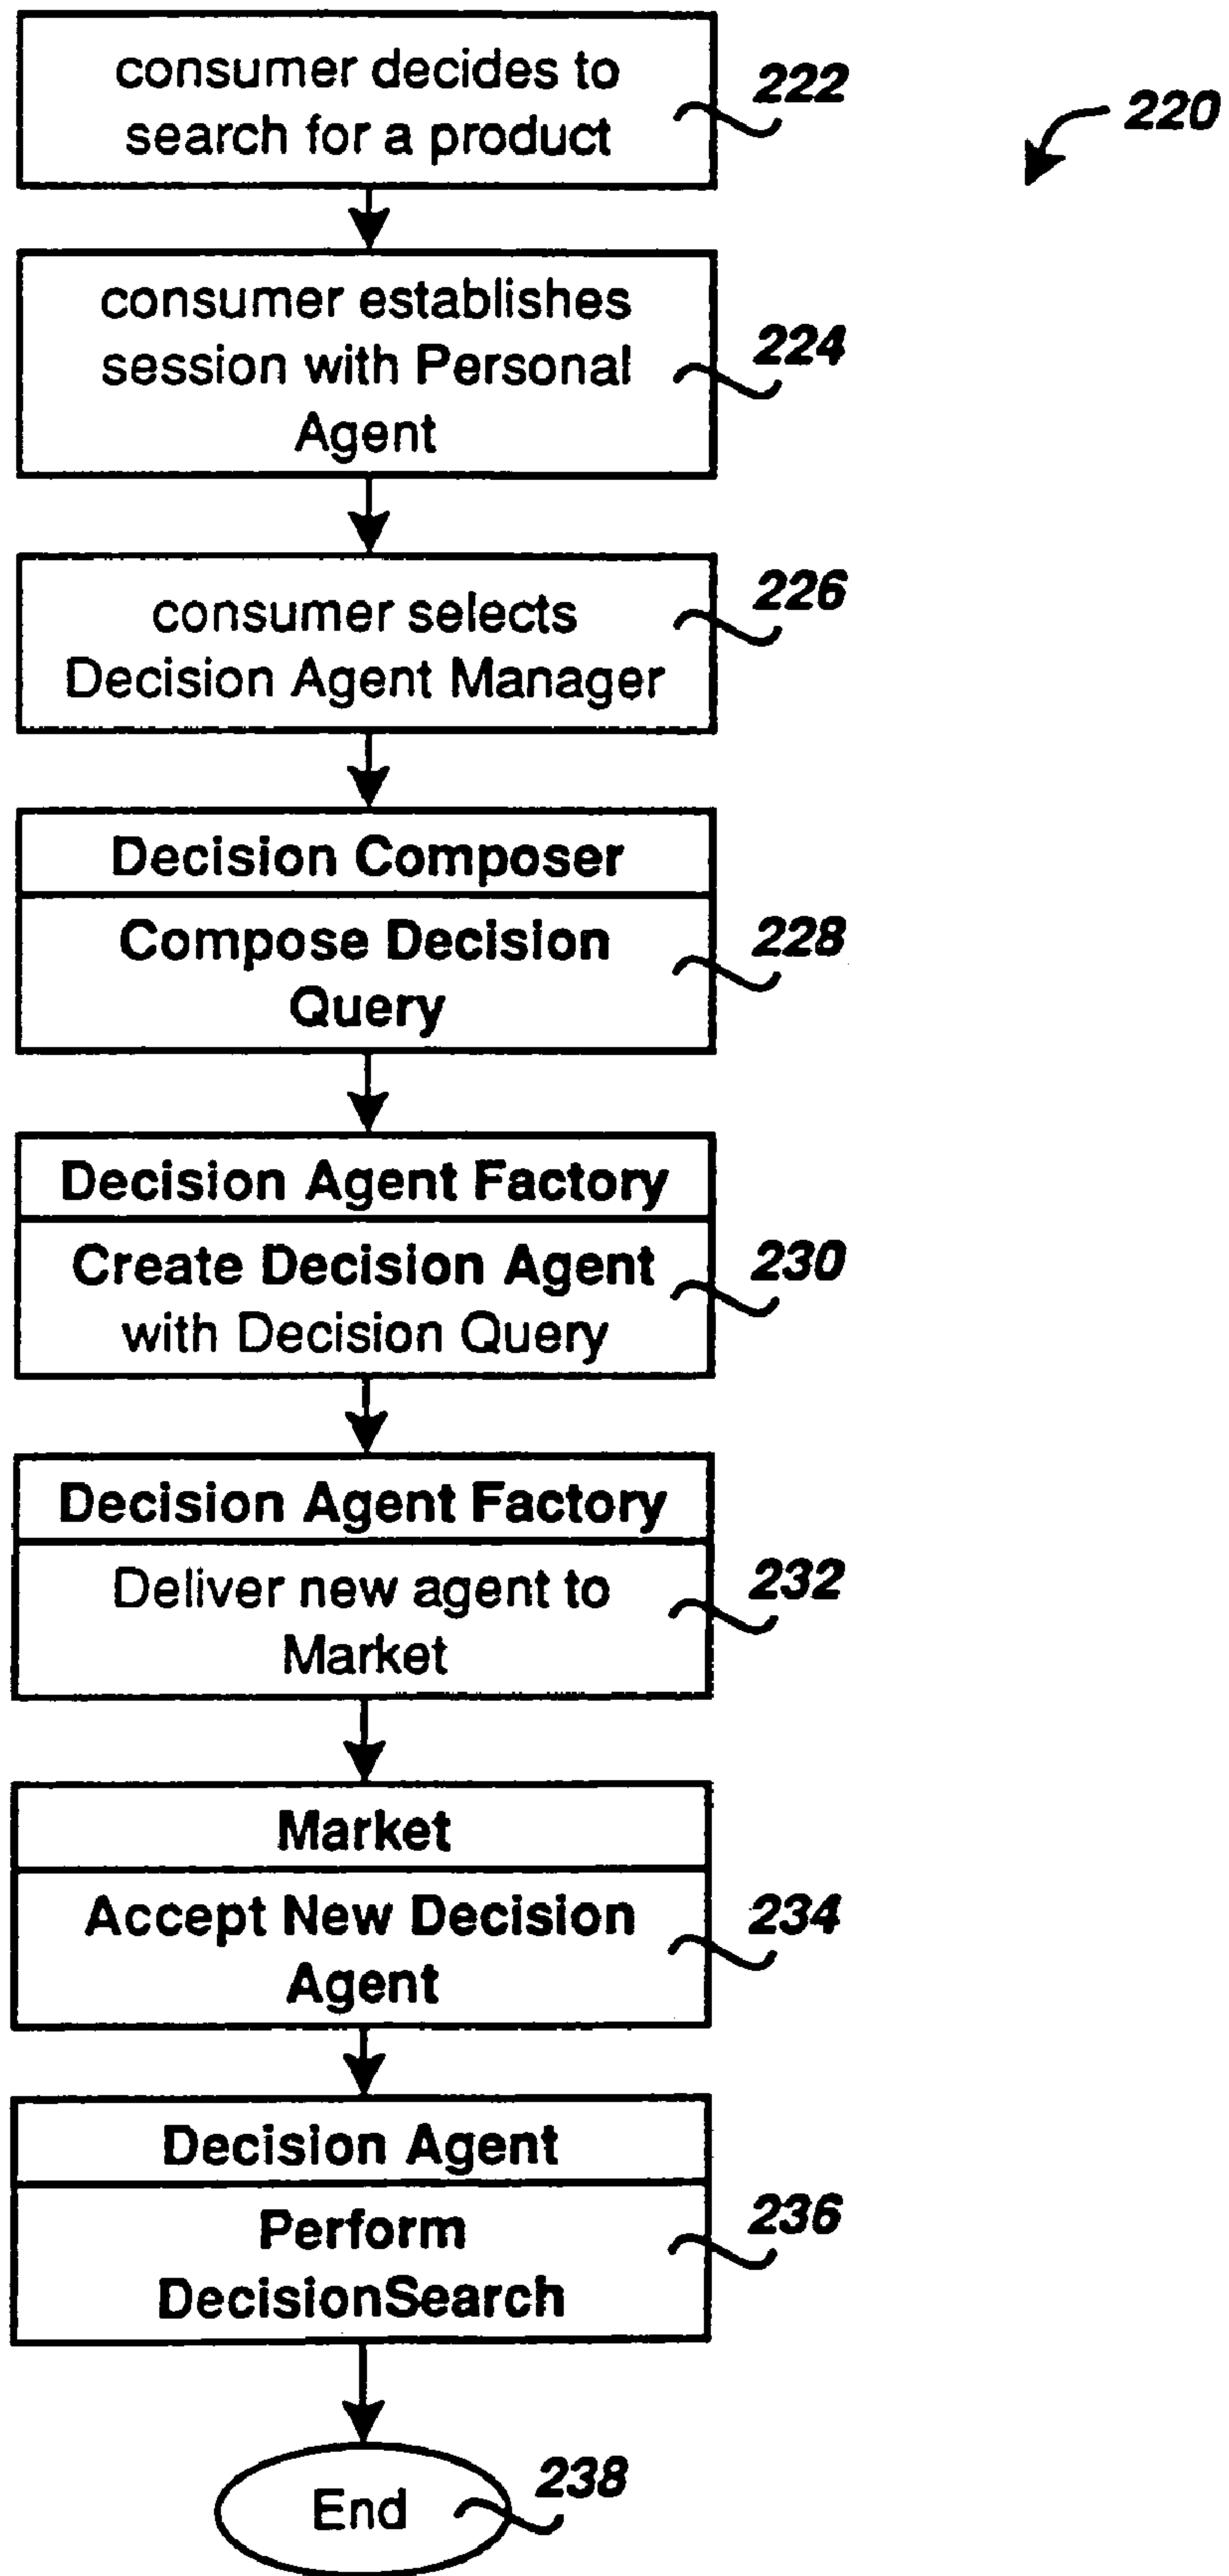 consumer decides to
search for a product
222
220
consumer establishes
session with Personal
Agent
224
consumer selects
Decision Agent Manager
226
Decision Composer
Compose Decision
Query
228
Decision Agent Factory
Create Decision Agent
with Decision Query
230
Decision Agent Factory
Deliver new agent to
Market
232
Market
Accept New Decision
Agent
234
Decision Agent
Perform
DecisionSearch
236
End
238